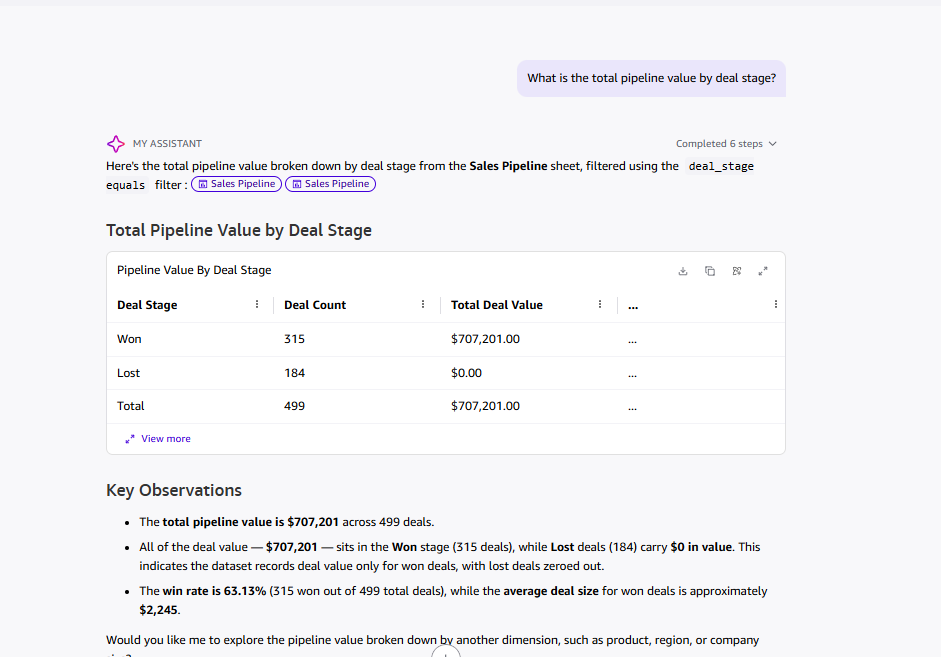 What is the total pipeline value by deal stage?
MY ASSISTANT
Completed 6 steps
Here's the total pipeline value broken down by deal stage from the Sales Pipeline sheet, filtered using the deal_stage
equals filter : Sales Pipeline Sales Pipeline
Total Pipeline Value by Deal Stage
Pipeline Value By Deal Stage
Deal Stage Deal Count Total Deal Value ...
Won 315 $707,201.00 ...
Lost 184 $0.00 ...
Total 499 $707,201.00 ...
View more
Key Observations
• The total pipeline value is $707,201 across 499 deals.
• All of the deal value — $707,201 — sits in the Won stage (315 deals), while Lost deals (184) carry $0 in value. This
indicates the dataset records deal value only for won deals, with lost deals zeroed out.
• The win rate is 63.13% (315 won out of 499 total deals), while the average deal size for won deals is approximately
$2,245.
Would you like me to explore the pipeline value broken down by another dimension, such as product, region, or company